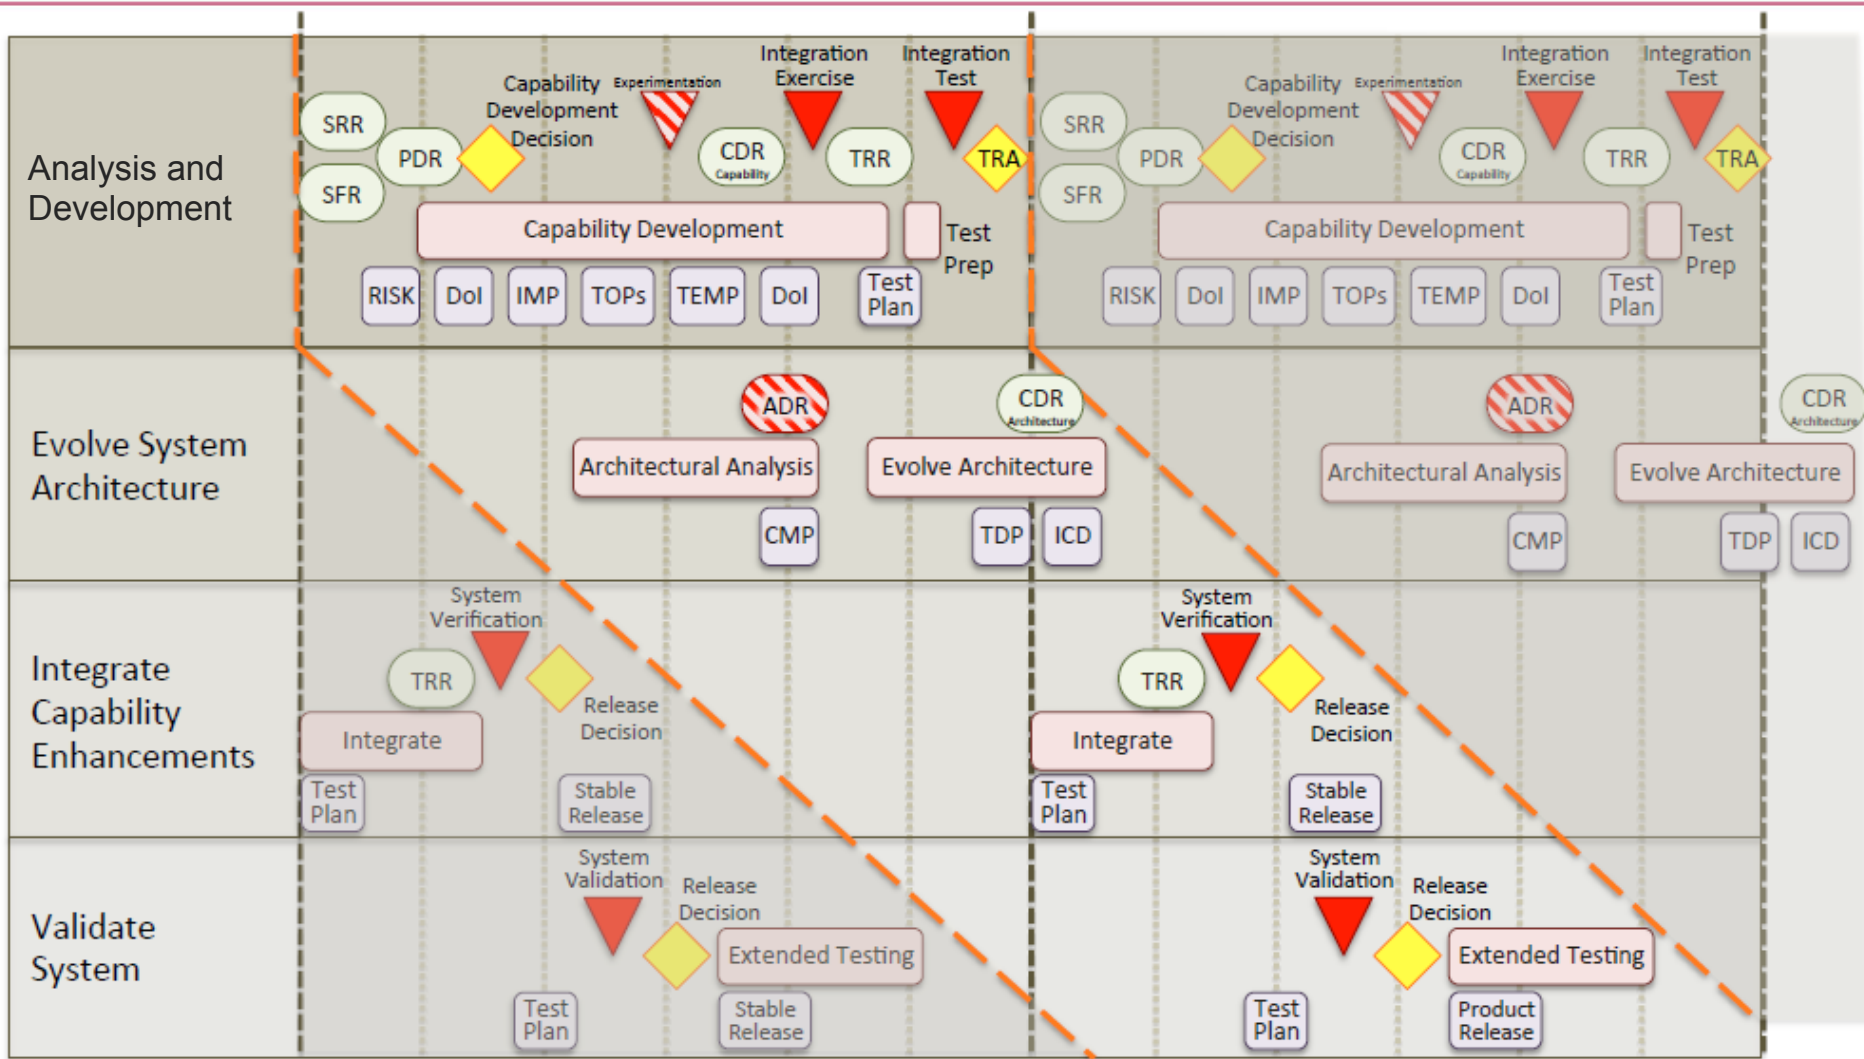 Analysis and
Development
SRR
SFR
PDR
Capability
Development
Decision
Experimentation
CDR
Capability
Integration
Exercise
TRR
Integration
Test
TRA
Capability Development
Test
Prep
RISK
DoI
IMP
TOPs
TEMP
DoI
Test
Plan
SRR
SFR
PDR
Capability
Development
Decision
Experimentation
CDR
Capability
Integration
Exercise
TRR
Integration
Test
TRA
Capability Development
Test
Prep
RISK
DoI
IMP
TOPs
TEMP
DoI
Test
Plan
Evolve System
Architecture
ADR
CDR
Architecture
Architectural Analysis
Evolve Architecture
CMP
TDP
ICD
ADR
CDR
Architecture
Architectural Analysis
Evolve Architecture
CMP
TDP
ICD
Integrate
Capability
Enhancements
System
Verification
TRR
Release
Decision
Integrate
Test
Plan
Stable
Release
System
Verification
TRR
Release
Decision
Integrate
Test
Plan
Stable
Release
Validate
System
System
Validation
Release
Decision
Extended Testing
Test
Plan
Stable
Release
System
Validation
Release
Decision
Extended Testing
Test
Plan
Product
Release